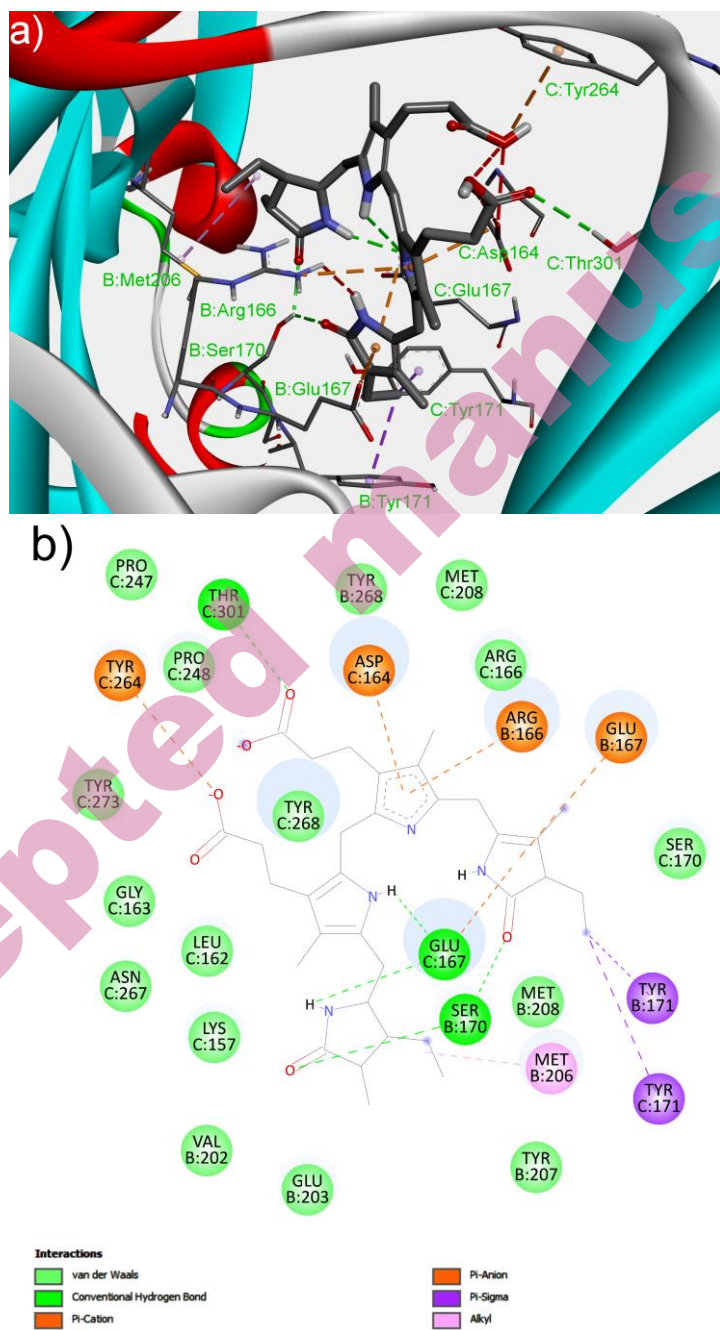 a)
C:Tyr264
B:Met206
B:Arg166
C:Asp164
C:Thr301
C:Glu167
B:Ser170
B:Glu167
C:Tyr171
B:Tyr171
b)
PRO
C:247
THR
C:301
TYR
B:268
MET
C:208
TYR
C:264
PRO
C:248
ASP
C:164
ARG
C:166
ARG
B:166
GLU
B:167
O
-O
-O
TYR
C:273
TYR
C:268
N
O
SER
C:170
H
N
GLY
C:163
N
H
O
LEU
C:162
GLU
C:167
ASN
C:267
LYS
C:157
H
N
SER
B:170
MET
B:208
TYR
B:171
O
MET
B:206
TYR
C:171
VAL
B:202
GLU
B:203
TYR
B:207
Interactions
van der Waals
Conventional Hydrogen Bond
Pi-Cation
Pi-Anion
Pi-Sigma
Alkyl
epted manus